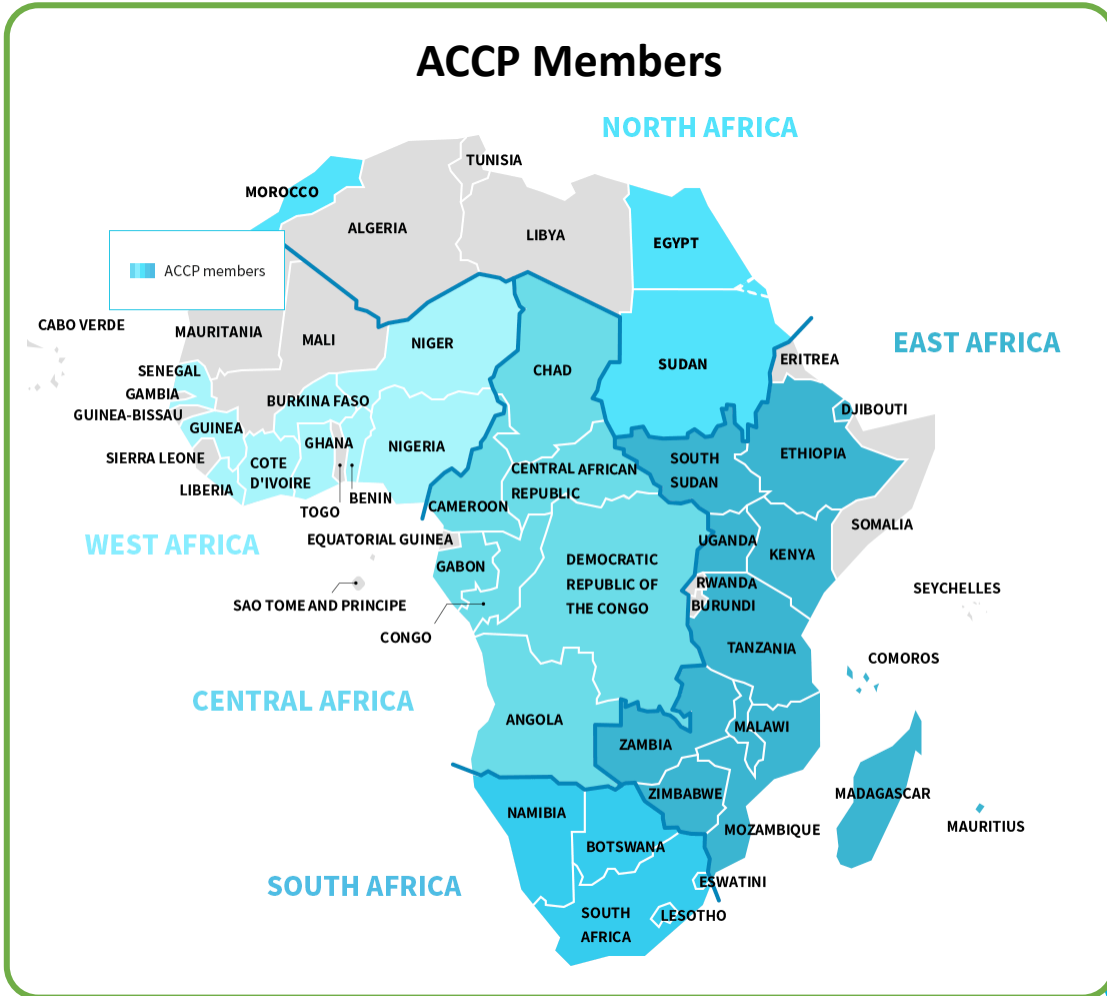 ACCP Members
NORTH AFRICA
TUNISIA
MOROCCO
ALGERIA
LIBYA
EGYPT
ACCP members
CABO VERDE
MAURITANIA
MALI
NIGER
CHAD
SUDAN
ERITREA
EAST AFRICA
SENEGAL
GAMBIA
GUINEA-BISSAU
BURKINA FASO
DJIBOUTI
GUINEA
GHANA
NIGERIA
ETHIOPIA
SIERRA LEONE
COTE
D'IVOIRE
CENTRAL AFRICAN
REPUBLIC
SOUTH
SUDAN
LIBERIA
BENIN
TOGO
CAMEROON
SOMALIA
WEST AFRICA
EQUATORIAL GUINEA
UGANDA
KENYA
GABON
DEMOCRATIC
REPUBLIC OF
THE CONGO
RWANDA
BURUNDI
SEYCHELLES
SAO TOME AND PRINCIPE
CONGO
TANZANIA
COMOROS
CENTRAL AFRICA
ANGOLA
ZAMBIA
MALAWI
ZIMBABWE
MADAGASCAR
NAMIBIA
MOZAMBIQUE
MAURITIUS
BOTSWANA
SOUTH AFRICA
ESWATINI
SOUTH
AFRICA
LESOTHO